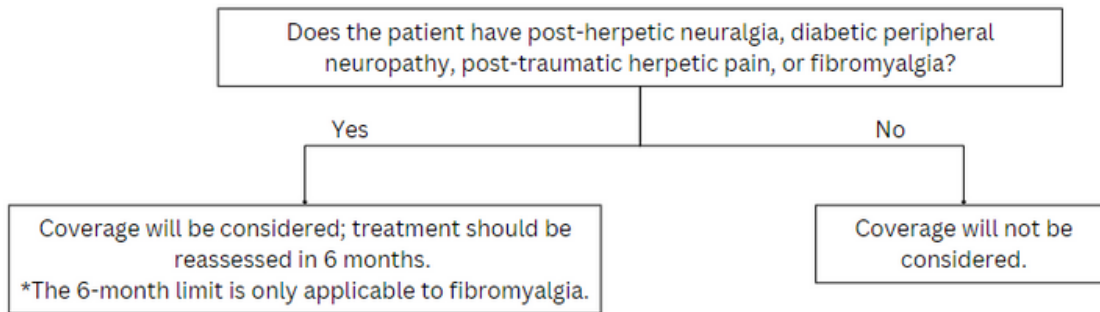 Does the patient have post-herpetic neuralgia, diabetic peripheral
neuropathy, post-traumatic herpetic pain, or fibromyalgia?
Yes
No
Coverage will be considered; treatment should be
reassessed in 6 months.
*The 6-month limit is only applicable to fibromyalgia.
Coverage will not be
considered.